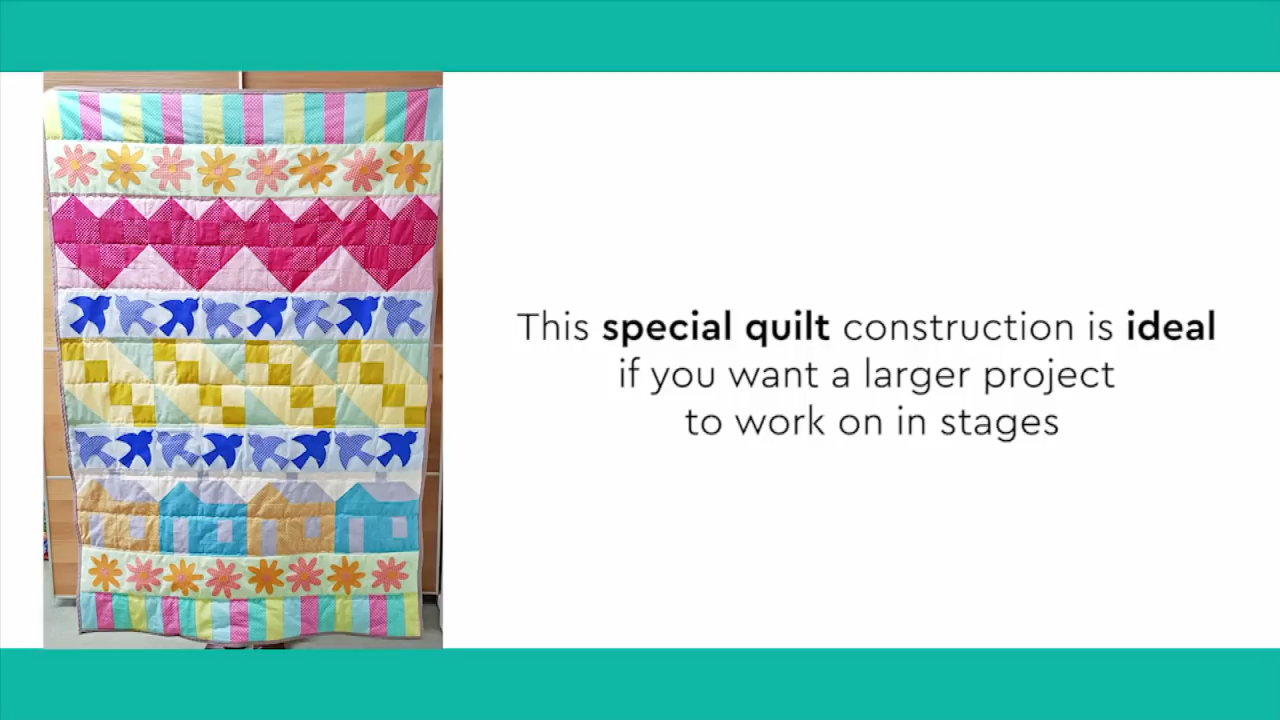 This special quilt construction is ideal
if you want a larger project
to work on in stages